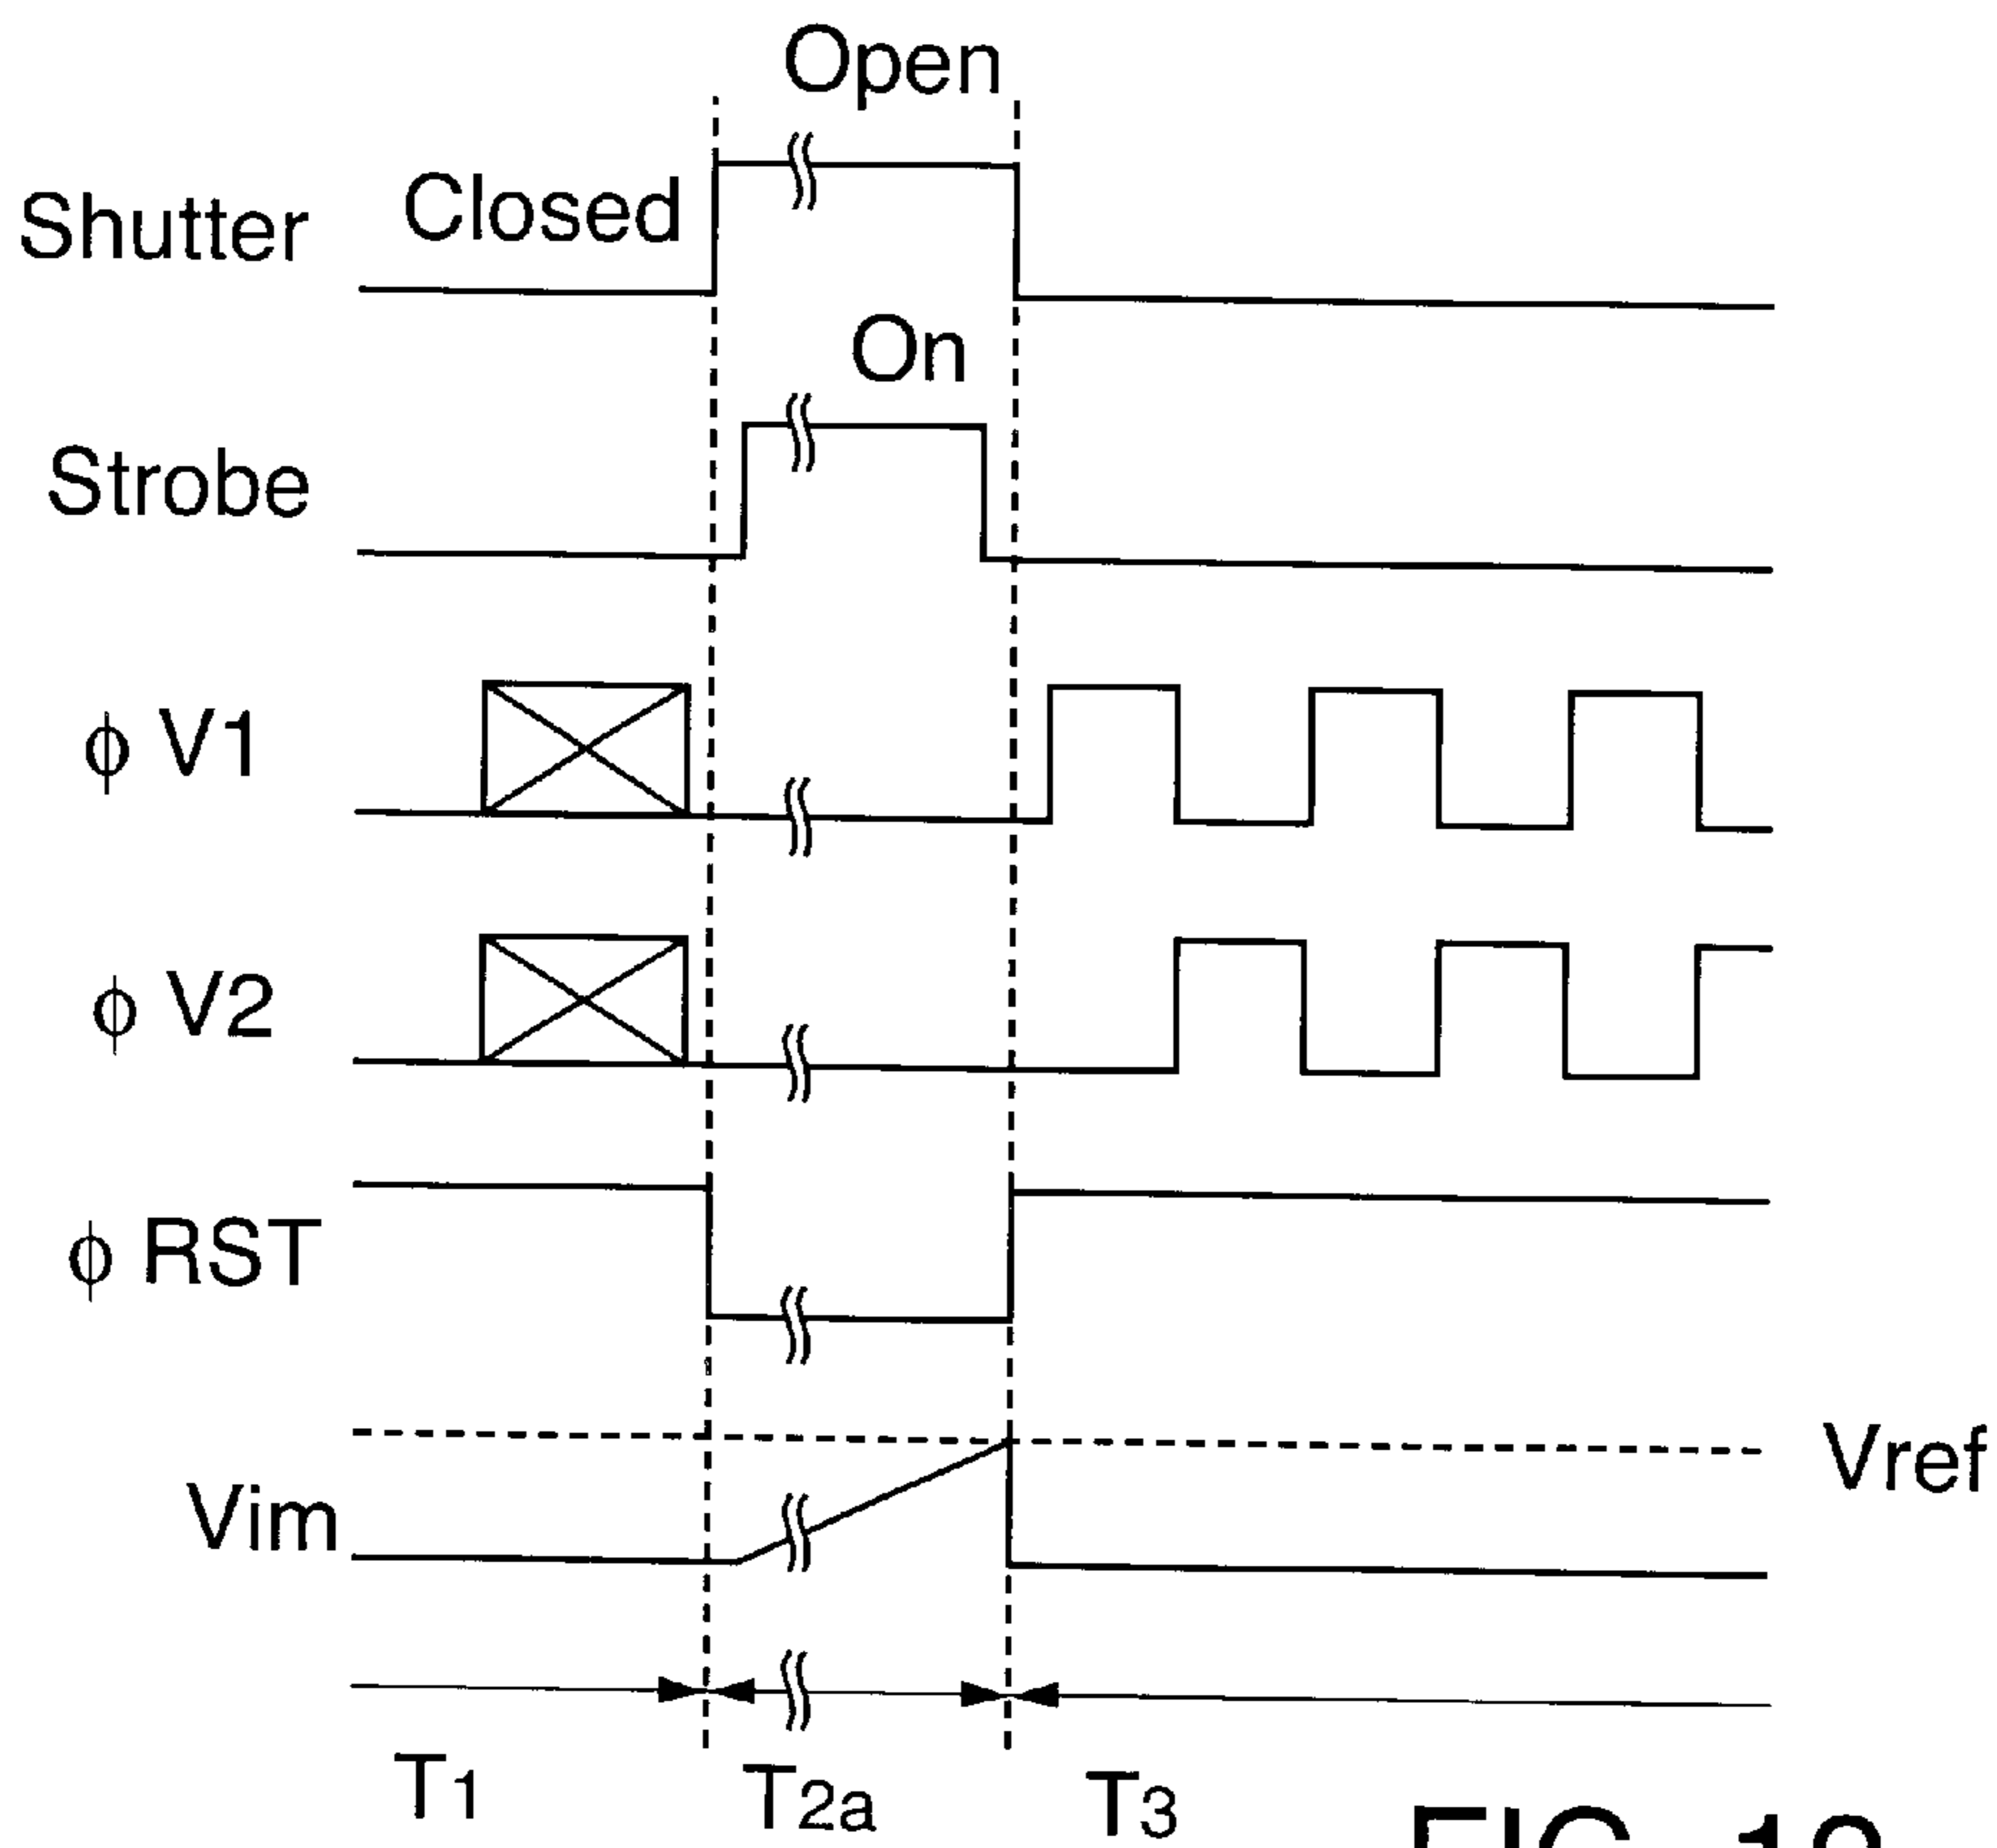 Open
Shutter
Closed
On
Strobe
φ V1
φ V2
φ RST
Vref
Vim
T1
T2a
T3